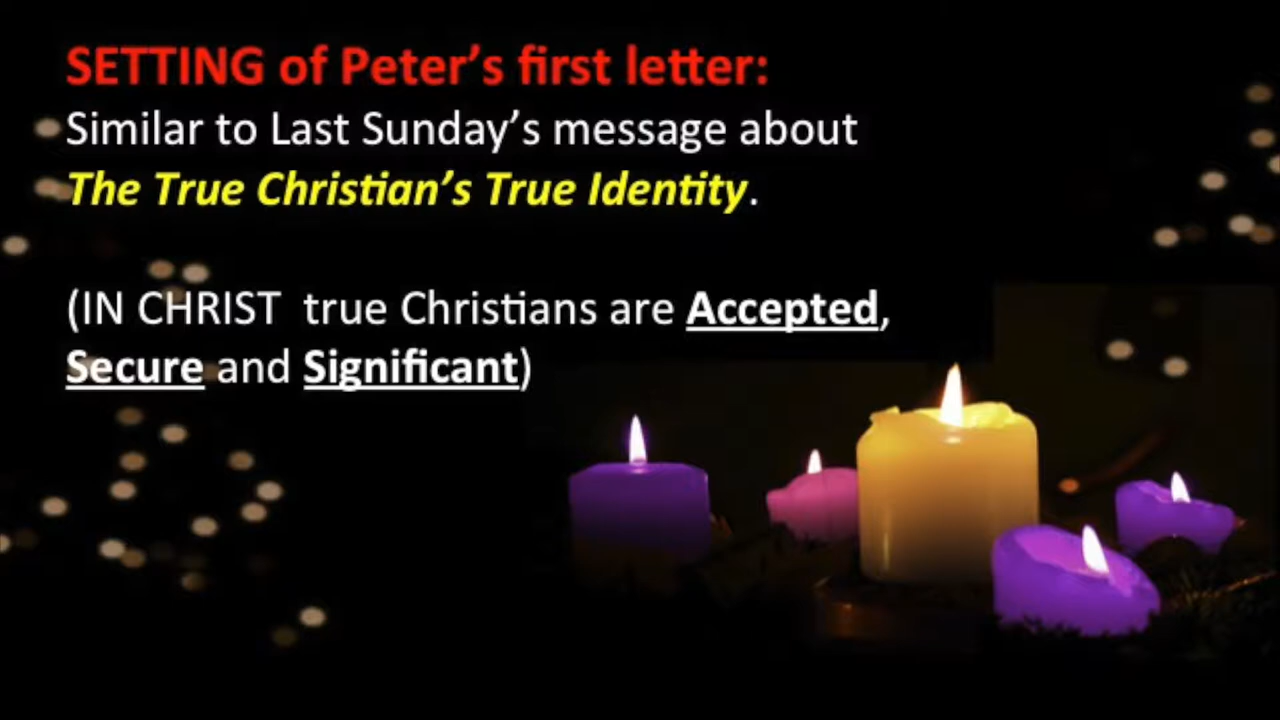 SETTING of Peter’s first letter:
Similar to Last Sunday’s message about
The True Christian’s True Identity.
(IN CHRIST  true Christians are Accepted,
Secure and Significant)